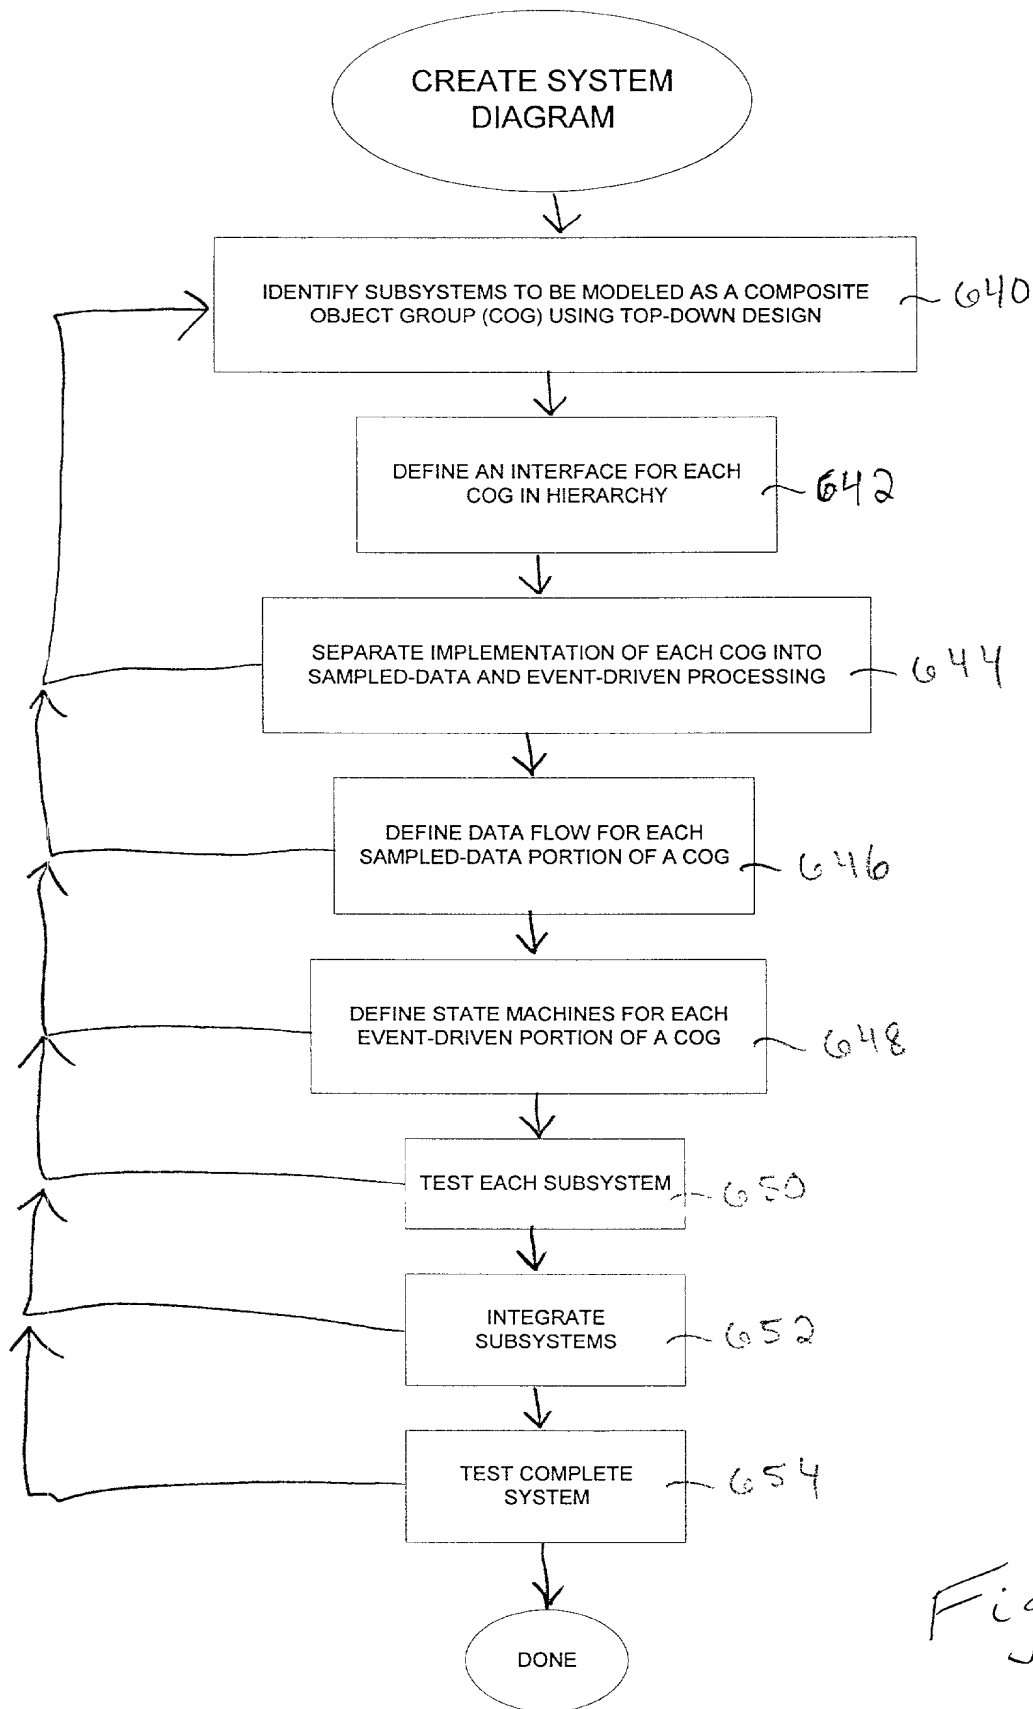 CREATE SYSTEM
DIAGRAM
IDENTIFY SUBSYSTEMS TO BE MODELED AS A COMPOSITE
OBJECT GROUP (COG) USING TOP-DOWN DESIGN
640
DEFINE AN INTERFACE FOR EACH
COG IN HIERARCHY
642
SEPARATE IMPLEMENTATION OF EACH COG INTO
SAMPLED-DATA AND EVENT-DRIVEN PROCESSING
644
DEFINE DATA FLOW FOR EACH
SAMPLED-DATA PORTION OF A COG
646
DEFINE STATE MACHINES FOR EACH
EVENT-DRIVEN PORTION OF A COG
648
TEST EACH SUBSYSTEM
650
INTEGRATE
SUBSYSTEMS
652
TEST COMPLETE
SYSTEM
654
DONE